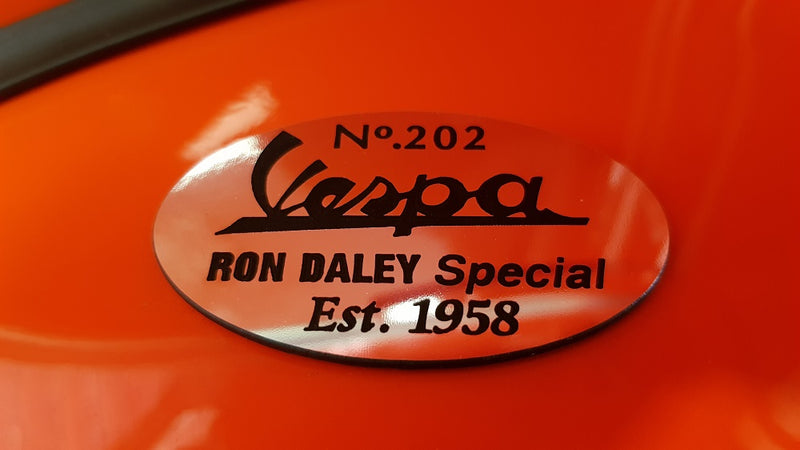 Nº.202
Vespa
RON DALEY Special
Est. 1958